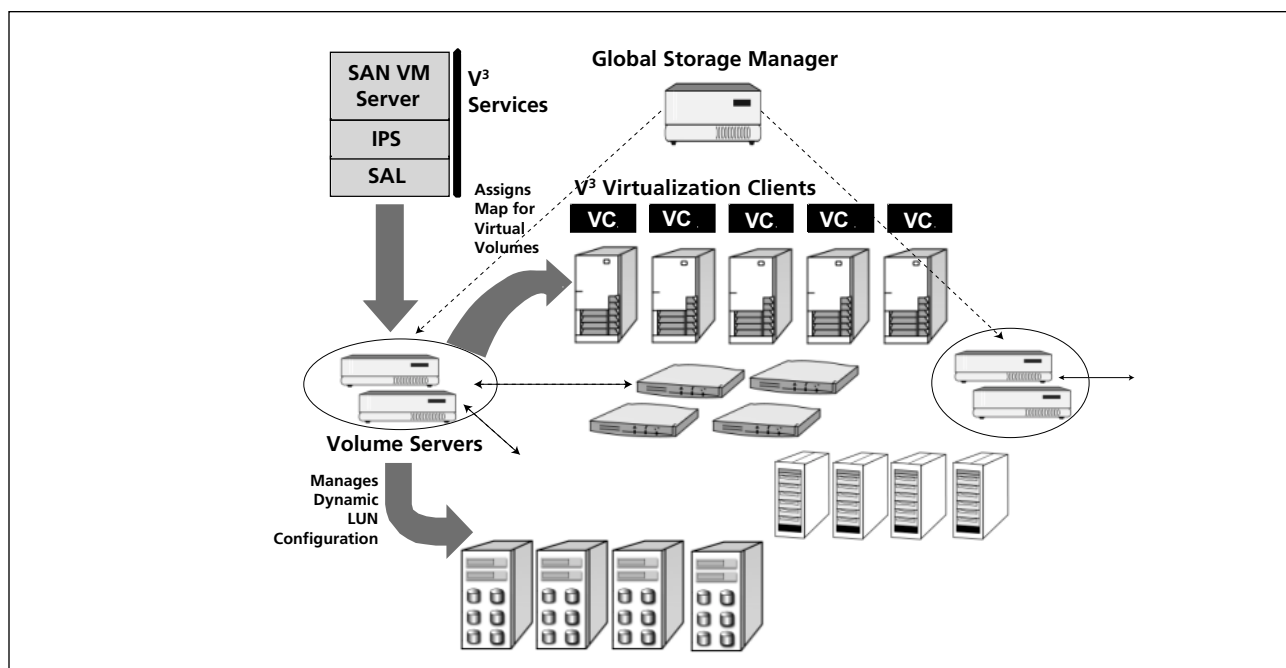 SAN VM
Server
IPS
SAL
V³
Services
Global Storage Manager
Assigns
Map for
Virtual
Volumes
V³ Virtualization Clients
VC
VC
VC
VC
VC
Volume Servers
Manages
Dynamic
LUN
Configuration